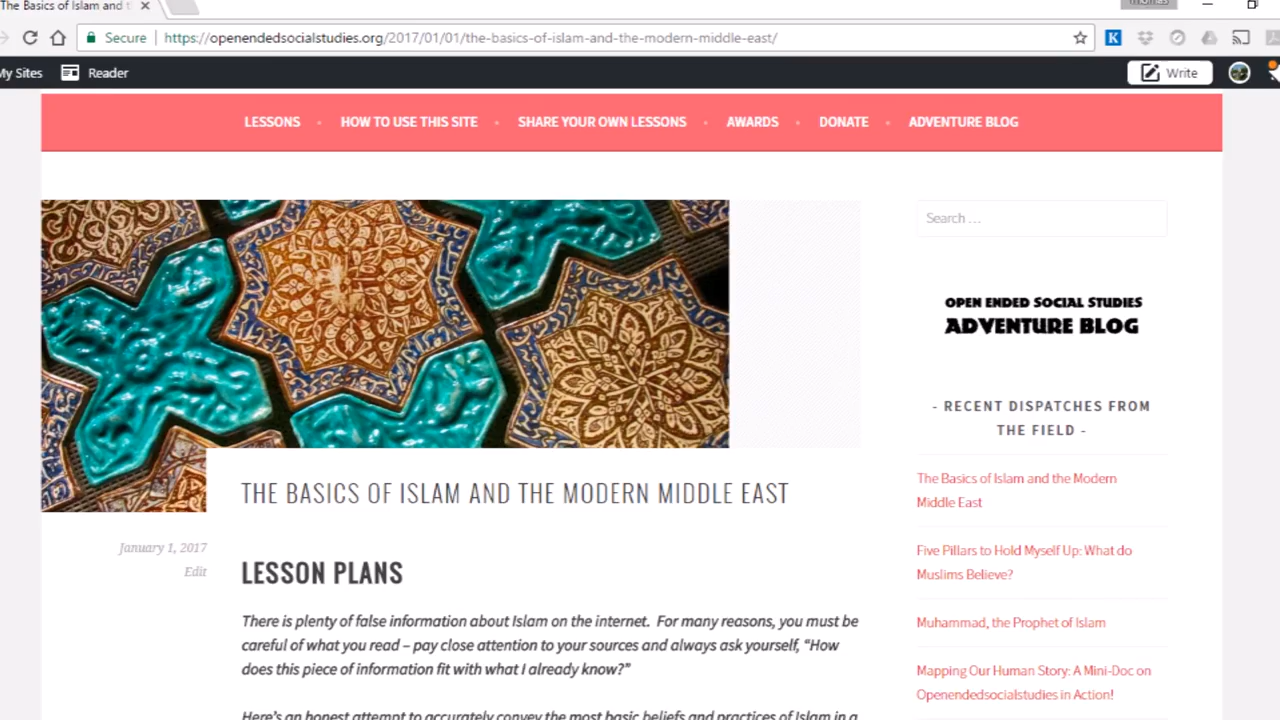 The Basics of Islam and t
Secure
https://openendedsocialstudies.org/2017/01/01/the-basics-of-islam-and-the-modern-middle-east/
My Sites
Reader
Write
LESSONS
HOW TO USE THIS SITE
SHARE YOUR OWN LESSONS
AWARDS
DONATE
ADVENTURE BLOG
Search …
OPEN ENDED SOCIAL STUDIES
ADVENTURE BLOG
- RECENT DISPATCHES FROM
THE FIELD -
The Basics of Islam and the Modern
Middle East
Five Pillars to Hold Myself Up: What do
Muslims Believe?
Muhammad, the Prophet of Islam
Mapping Our Human Story: A Mini-Doc on
Openendedsocialstudies in Action!
THE BASICS OF ISLAM AND THE MODERN MIDDLE EAST
January 1, 2017
Edit
LESSON PLANS
There is plenty of false information about Islam on the internet. For many reasons, you must be
careful of what you read – pay close attention to your sources and always ask yourself, “How
does this piece of information fit with what I already know?”
Here’s an honest attempt to accurately convey the most basic beliefs and practices of Islam in a